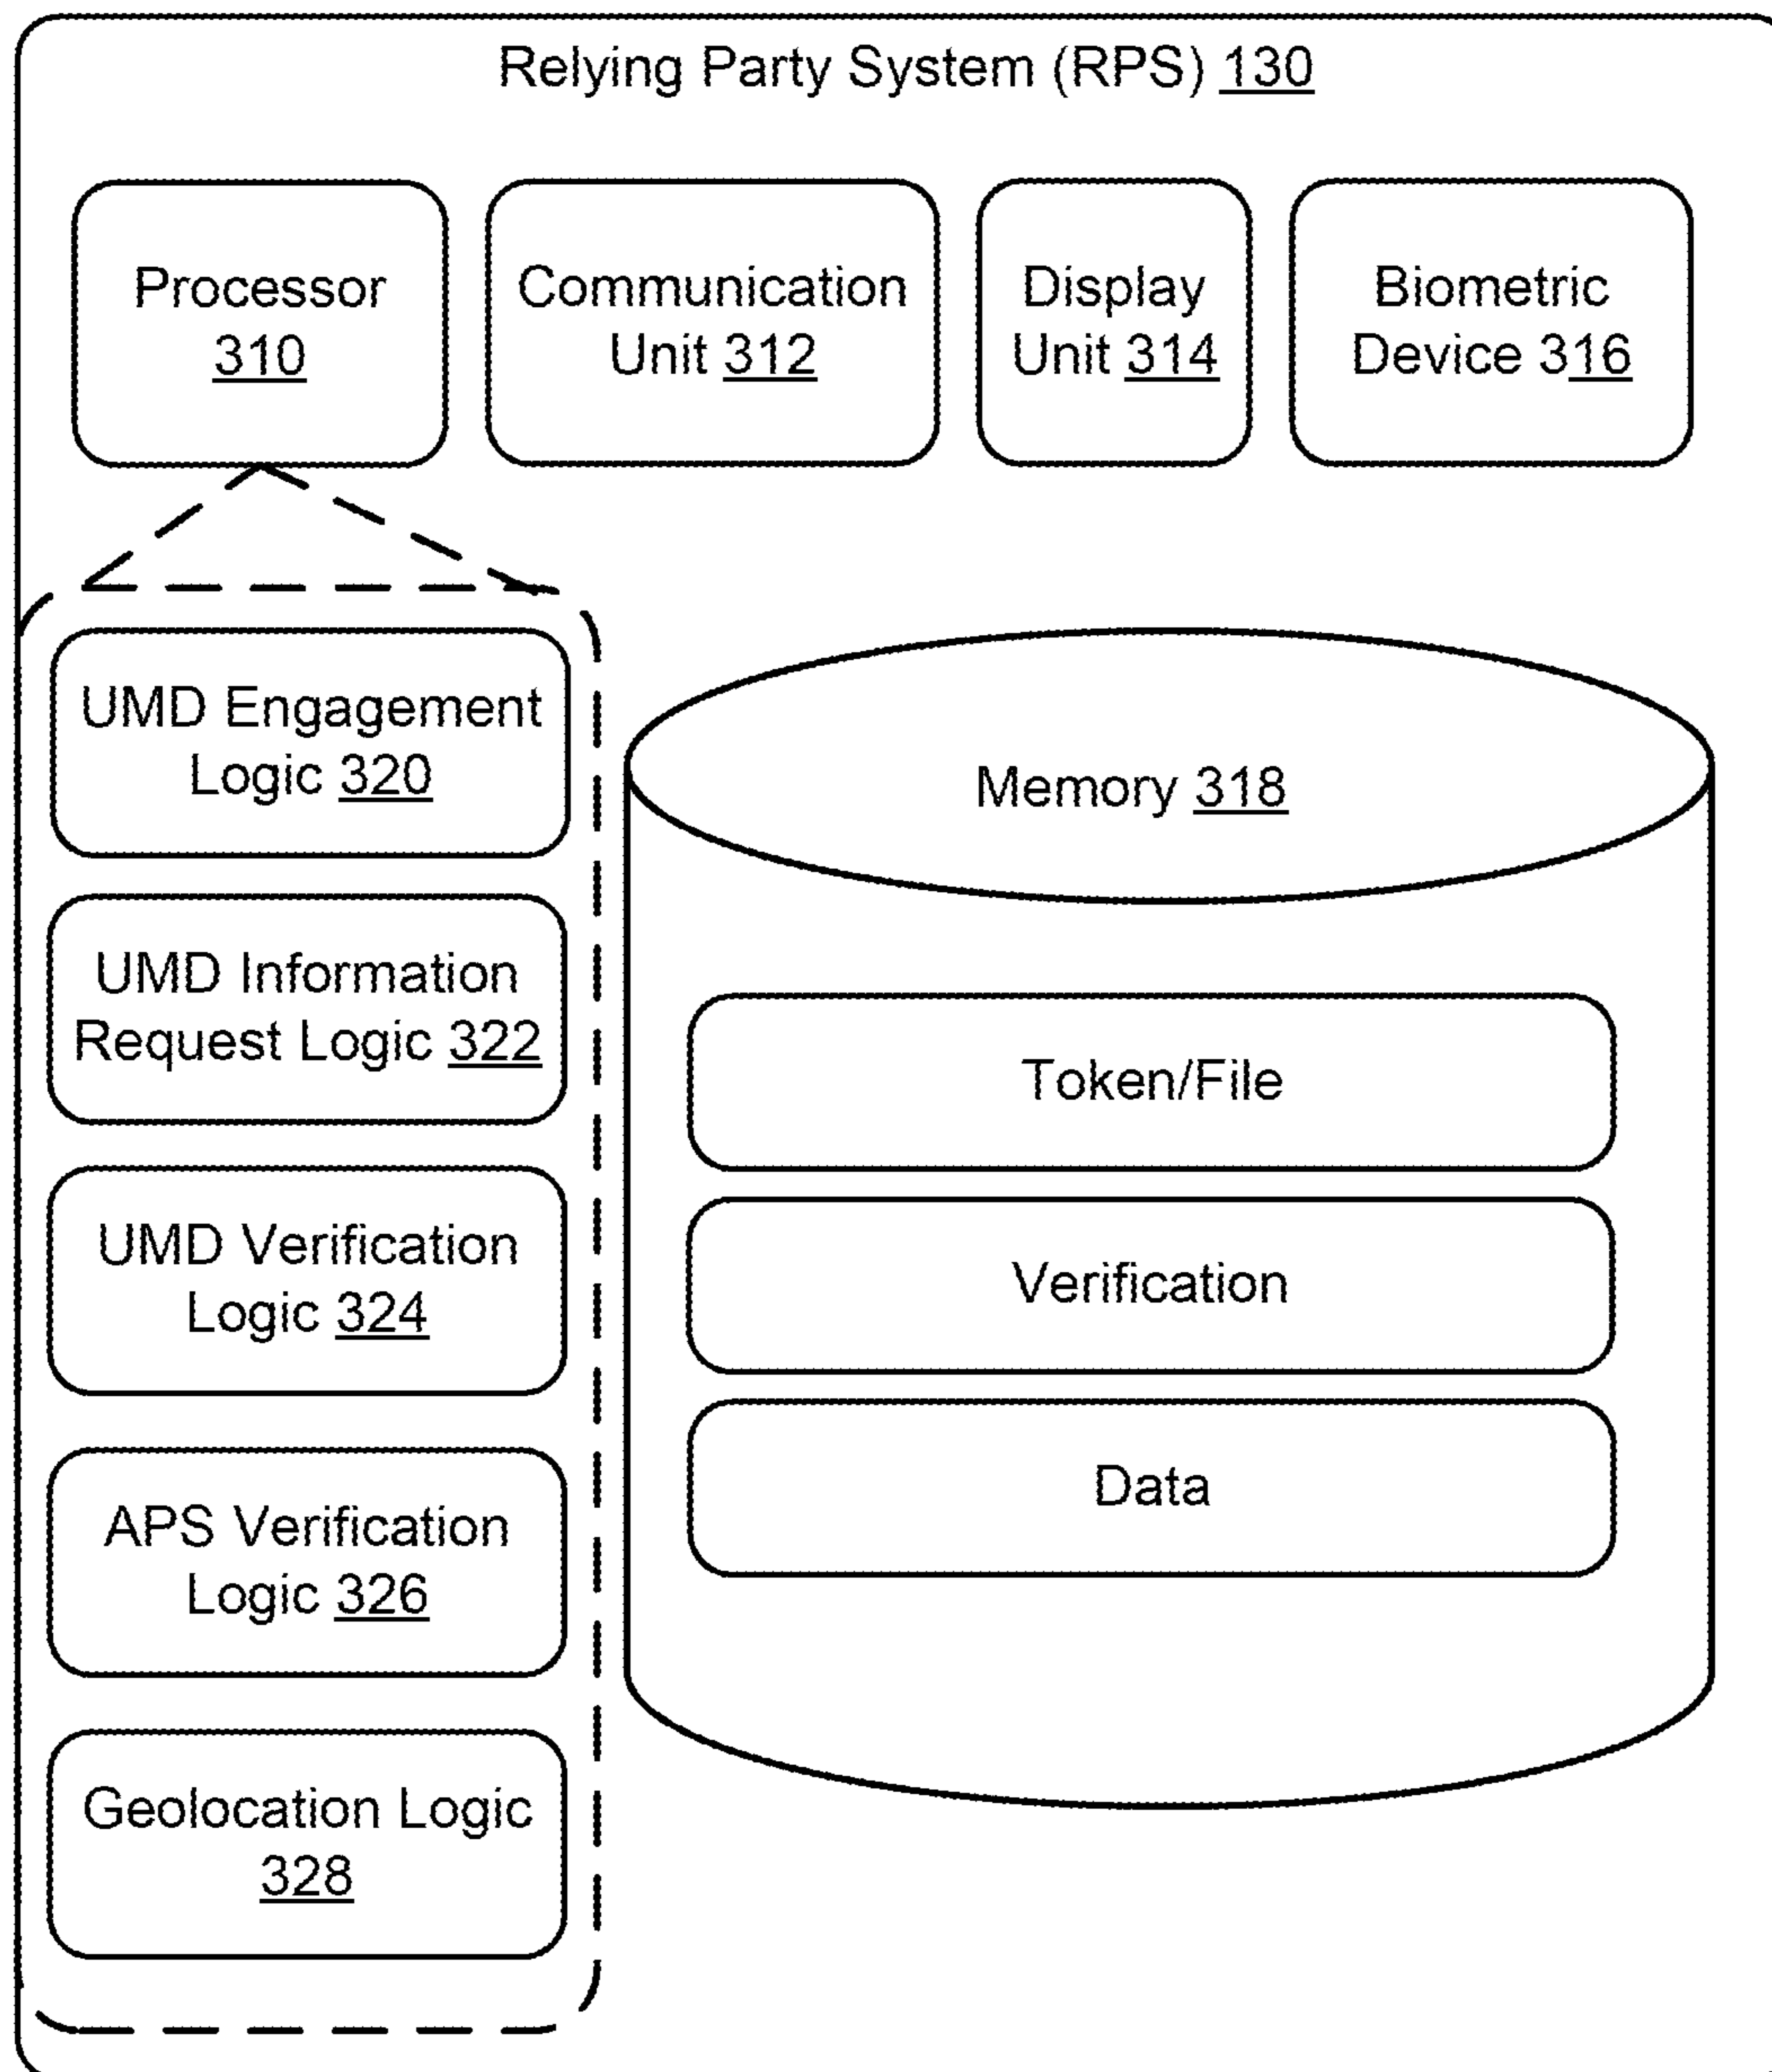 Relying Party System (RPS) 130
Processor
310
Communication
Unit 312
Display
Unit 314
Biometric
Device 316
UMD Engagement
Logic 320
UMD Information
Request Logic 322
UMD Verification
Logic 324
APS Verification
Logic 326
Geolocation Logic
328
Memory 318
Token/File
Verification
Data